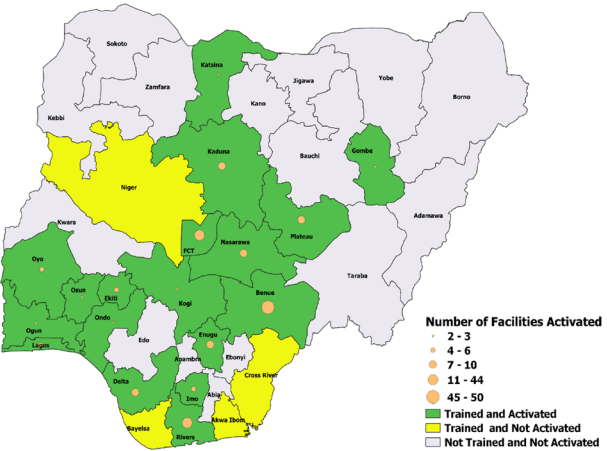 Sokoto
Katsina
Zamfara
Kano
Jigawa
Yobe
Borno
Kebbi
Kaduna
Bauchi
Gombe
Niger
Adamawa
Kwara
FCT
Nasarawa
Plateau
Taraba
Oyo
Osun
Ekiti
Kogi
Benue
Ogun
Ondo
Lagos
Edo
Enugu
Anambra
Ebonyi
Cross River
Delta
Imo
Abia
Bayelsa
Rivers
Akwa Ibom
Number of Facilities Activated
2 - 3
4 - 6
7 - 10
11 - 44
45 - 50
Trained and Activated
Trained and Not Activated
Not Trained and Not Activated